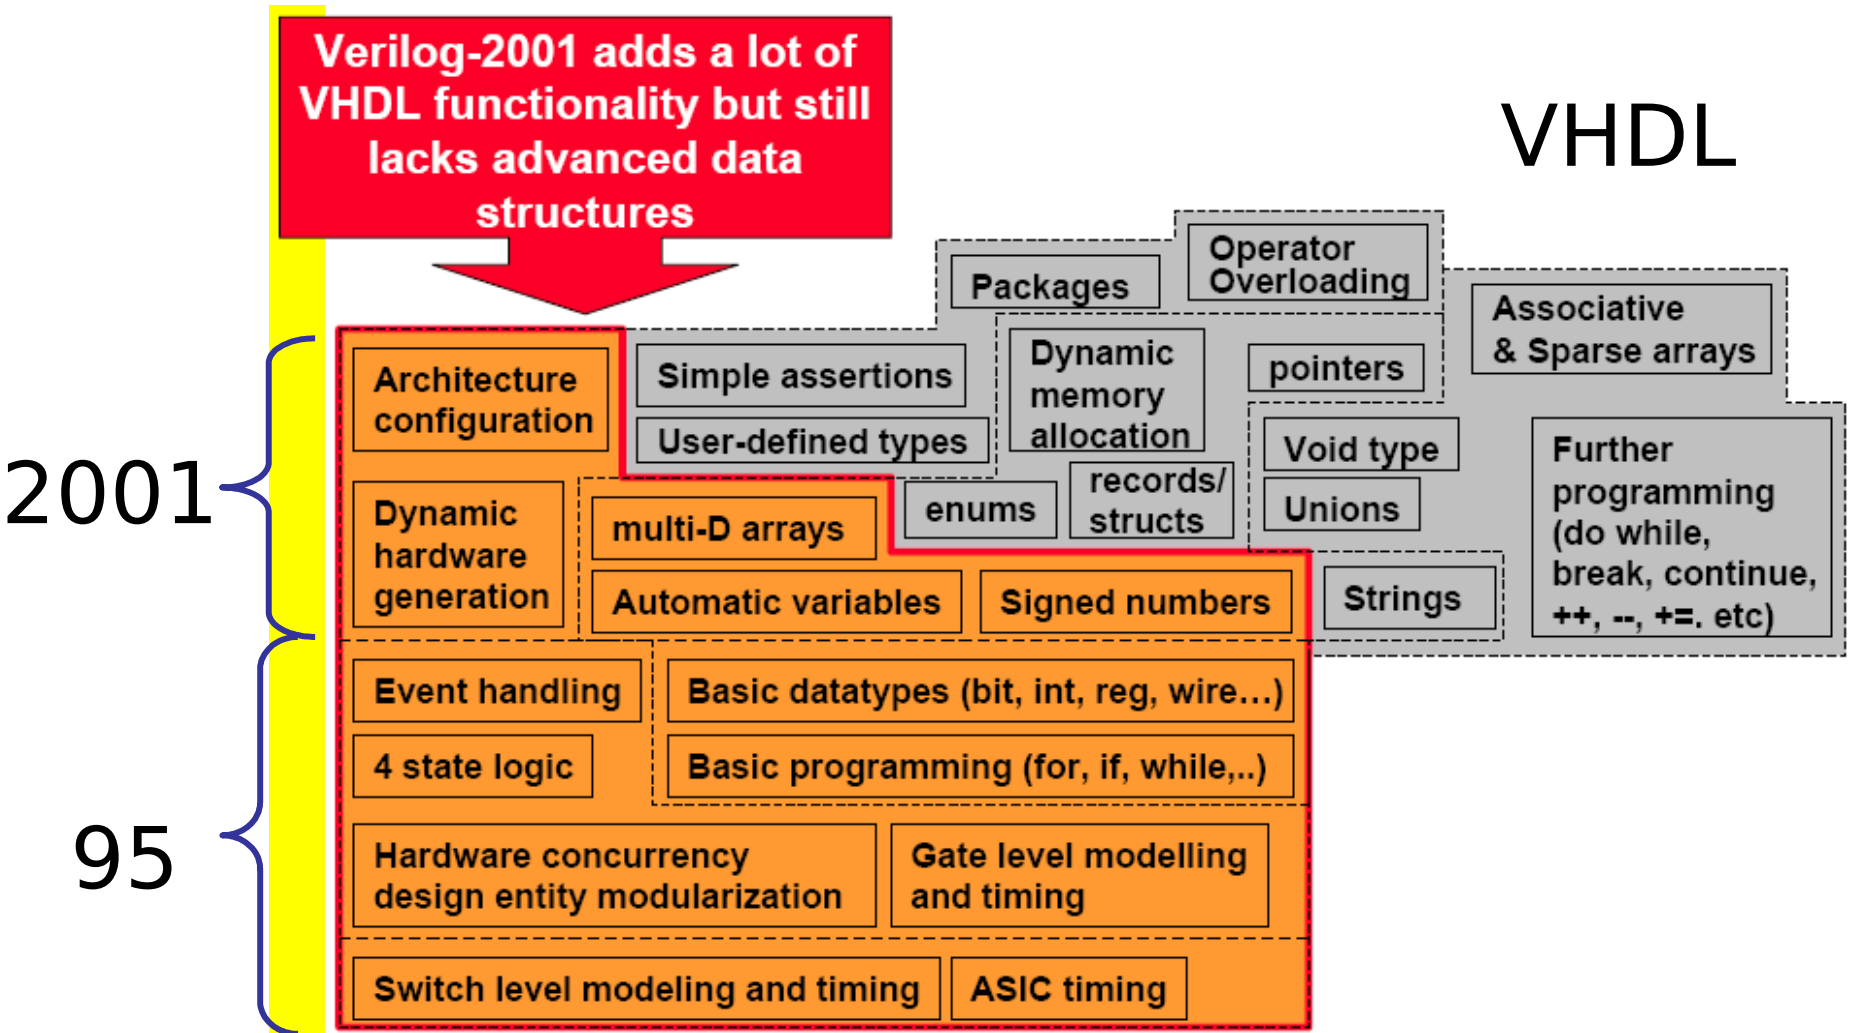 Verilog-2001 adds a lot of
VHDL functionality but still
lacks advanced data
structures
VHDL
Packages
Operator
Overloading
Associative
& Sparse arrays
2001
Architecture
configuration
Simple assertions
User-defined types
Dynamic
memory
allocation
pointers
Void type
Unions
Further
programming
(do while,
break, continue,
++, --, +=. etc)
Dynamic
hardware
generation
multi-D arrays
enums
records/
structs
Automatic variables
Signed numbers
Strings
95
Event handling
Basic datatypes (bit, int, reg, wire…)
4 state logic
Basic programming (for, if, while,..)
Hardware concurrency
design entity modularization
Gate level modelling
and timing
Switch level modeling and timing
ASIC timing